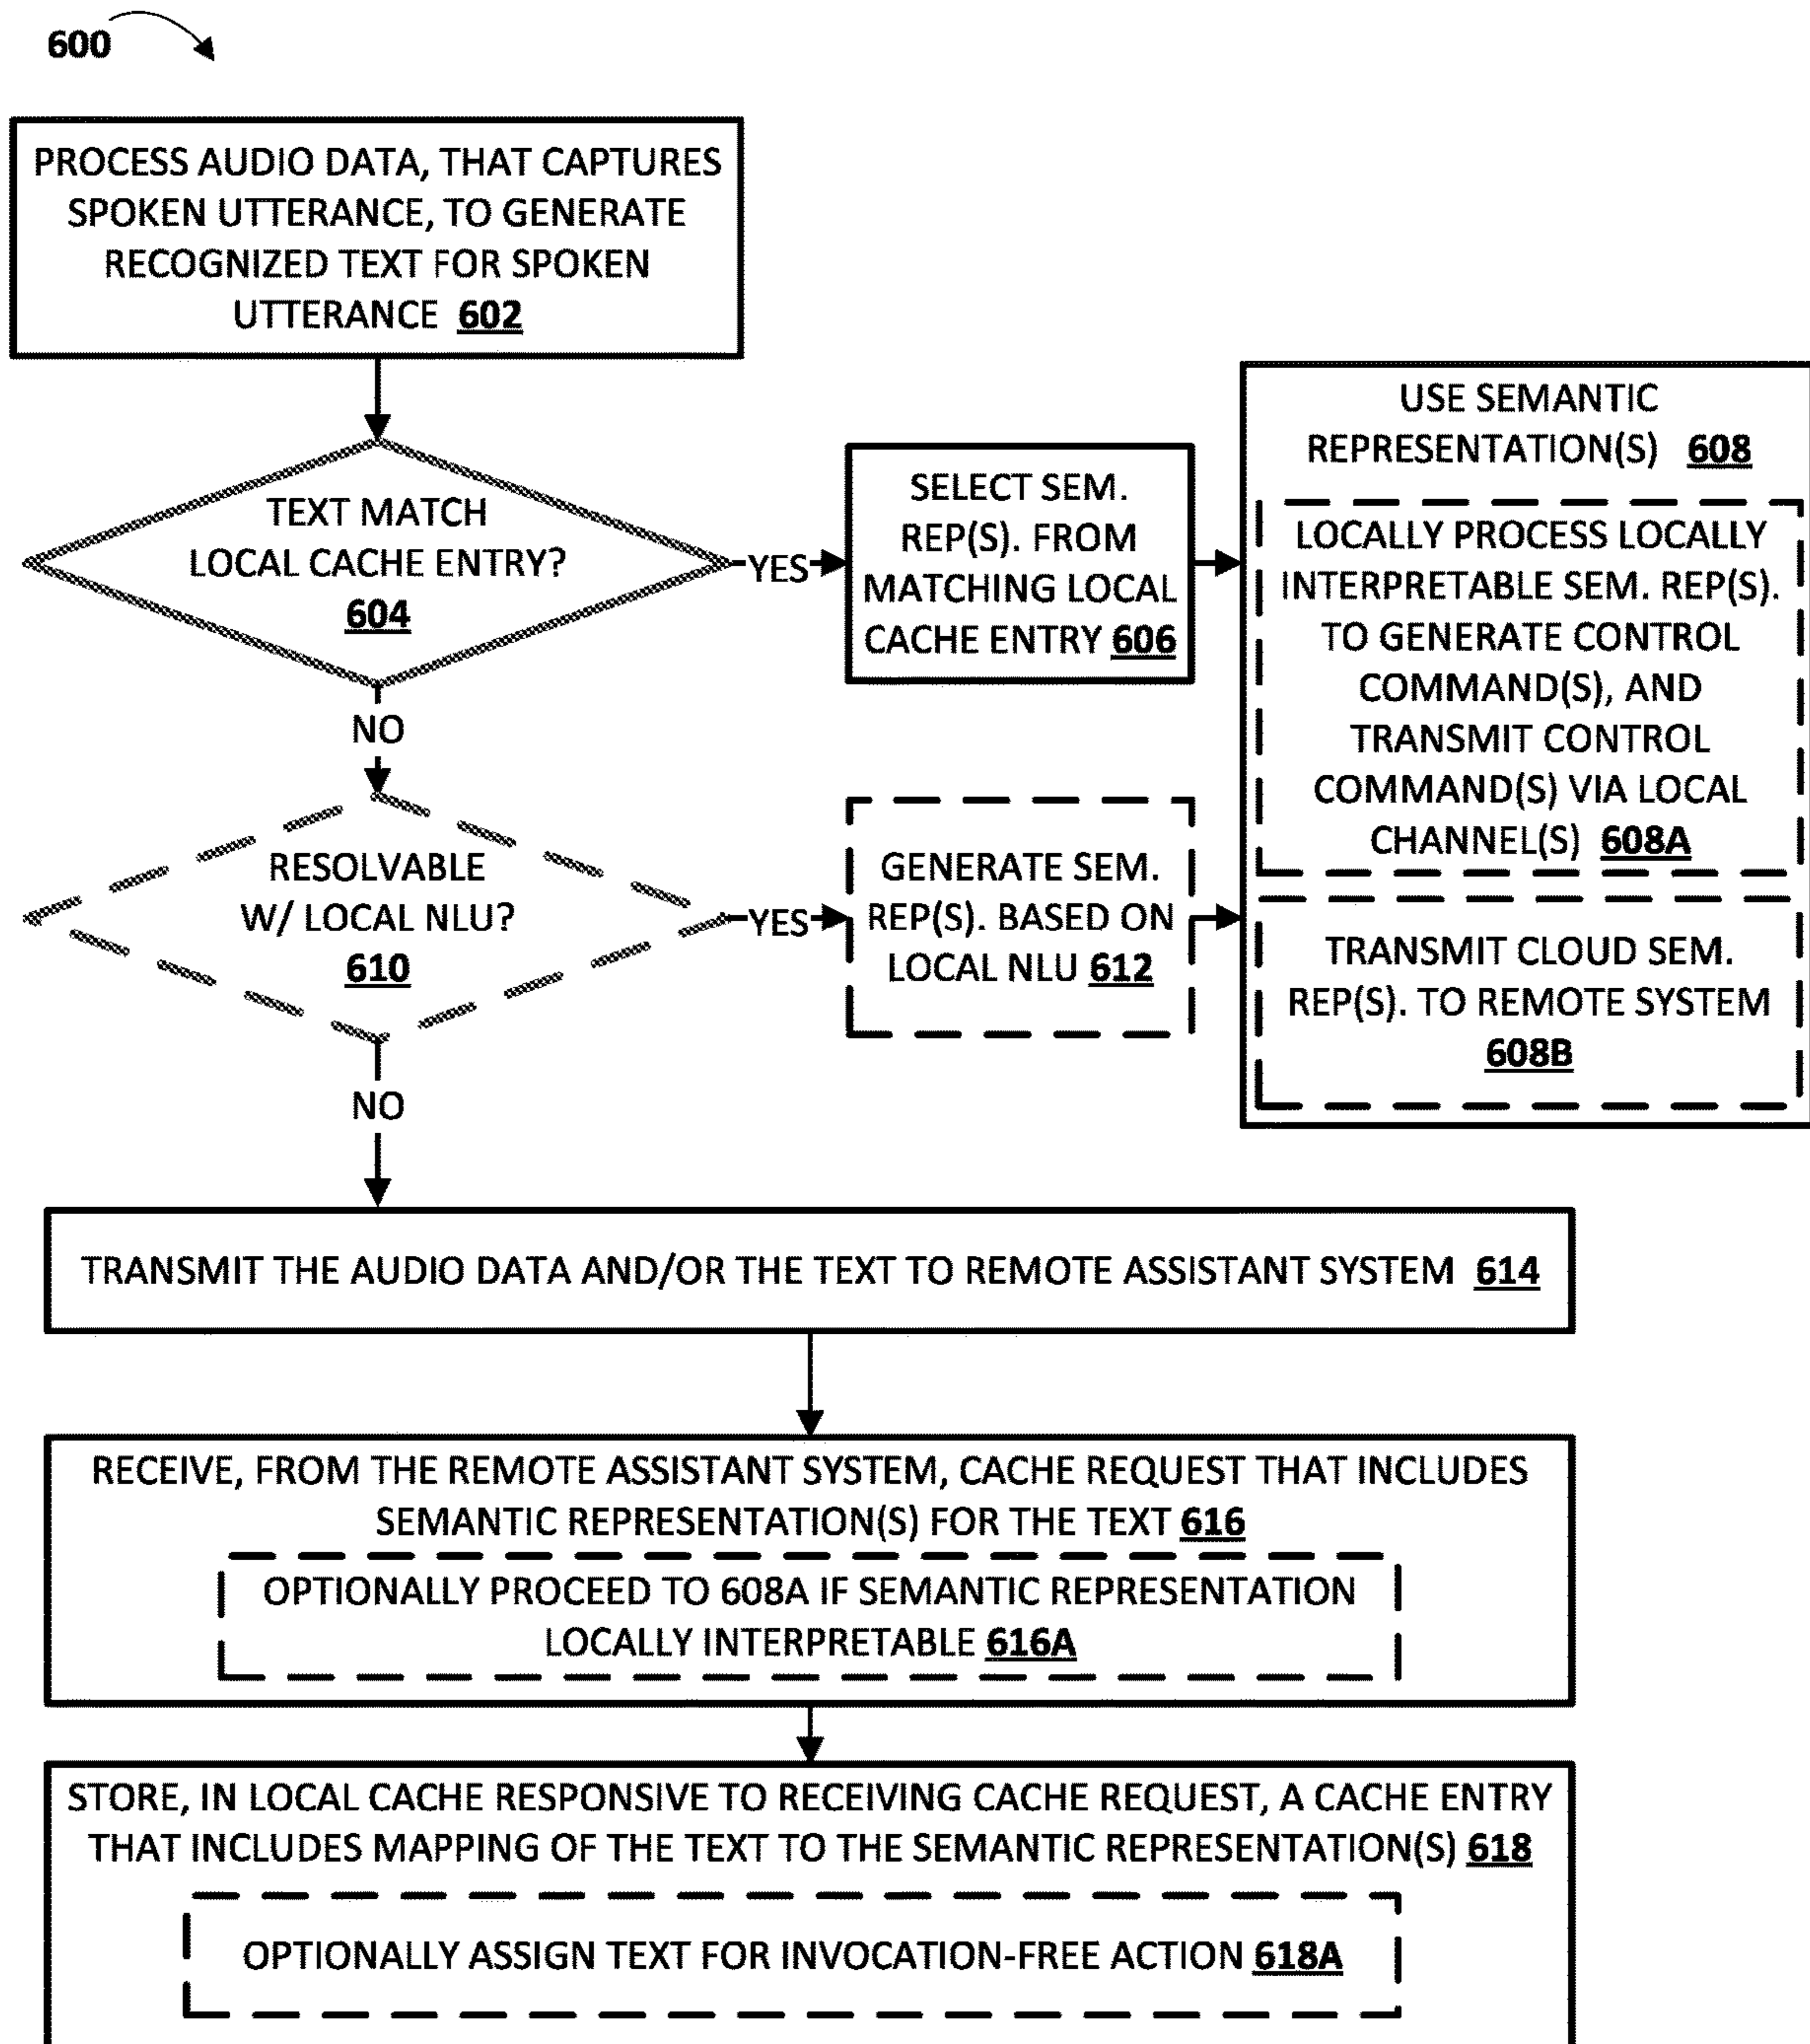 600
PROCESS AUDIO DATA, THAT CAPTURES
SPOKEN UTTERANCE, TO GENERATE
RECOGNIZED TEXT FOR SPOKEN
UTTERANCE 602
TEXT MATCH
LOCAL CACHE ENTRY?
604
YES
SELECT SEM.
REP(S). FROM
MATCHING LOCAL
CACHE ENTRY 606
USE SEMANTIC
REPRESENTATION(S) 608
LOCALLY PROCESS LOCALLY
INTERPRETABLE SEM. REP(S).
TO GENERATE CONTROL
COMMAND(S), AND
TRANSMIT CONTROL
COMMAND(S) VIA LOCAL
CHANNEL(S) 608A
TRANSMIT CLOUD SEM.
REP(S). TO REMOTE SYSTEM
608B
NO
RESOLVABLE
W/ LOCAL NLU?
610
YES
GENERATE SEM.
REP(S). BASED ON
LOCAL NLU 612
NO
TRANSMIT THE AUDIO DATA AND/OR THE TEXT TO REMOTE ASSISTANT SYSTEM 614
RECEIVE, FROM THE REMOTE ASSISTANT SYSTEM, CACHE REQUEST THAT INCLUDES
SEMANTIC REPRESENTATION(S) FOR THE TEXT 616
OPTIONALLY PROCEED TO 608A IF SEMANTIC REPRESENTATION
LOCALLY INTERPRETABLE 616A
STORE, IN LOCAL CACHE RESPONSIVE TO RECEIVING CACHE REQUEST, A CACHE ENTRY
THAT INCLUDES MAPPING OF THE TEXT TO THE SEMANTIC REPRESENTATION(S) 618
OPTIONALLY ASSIGN TEXT FOR INVOCATION-FREE ACTION 618A